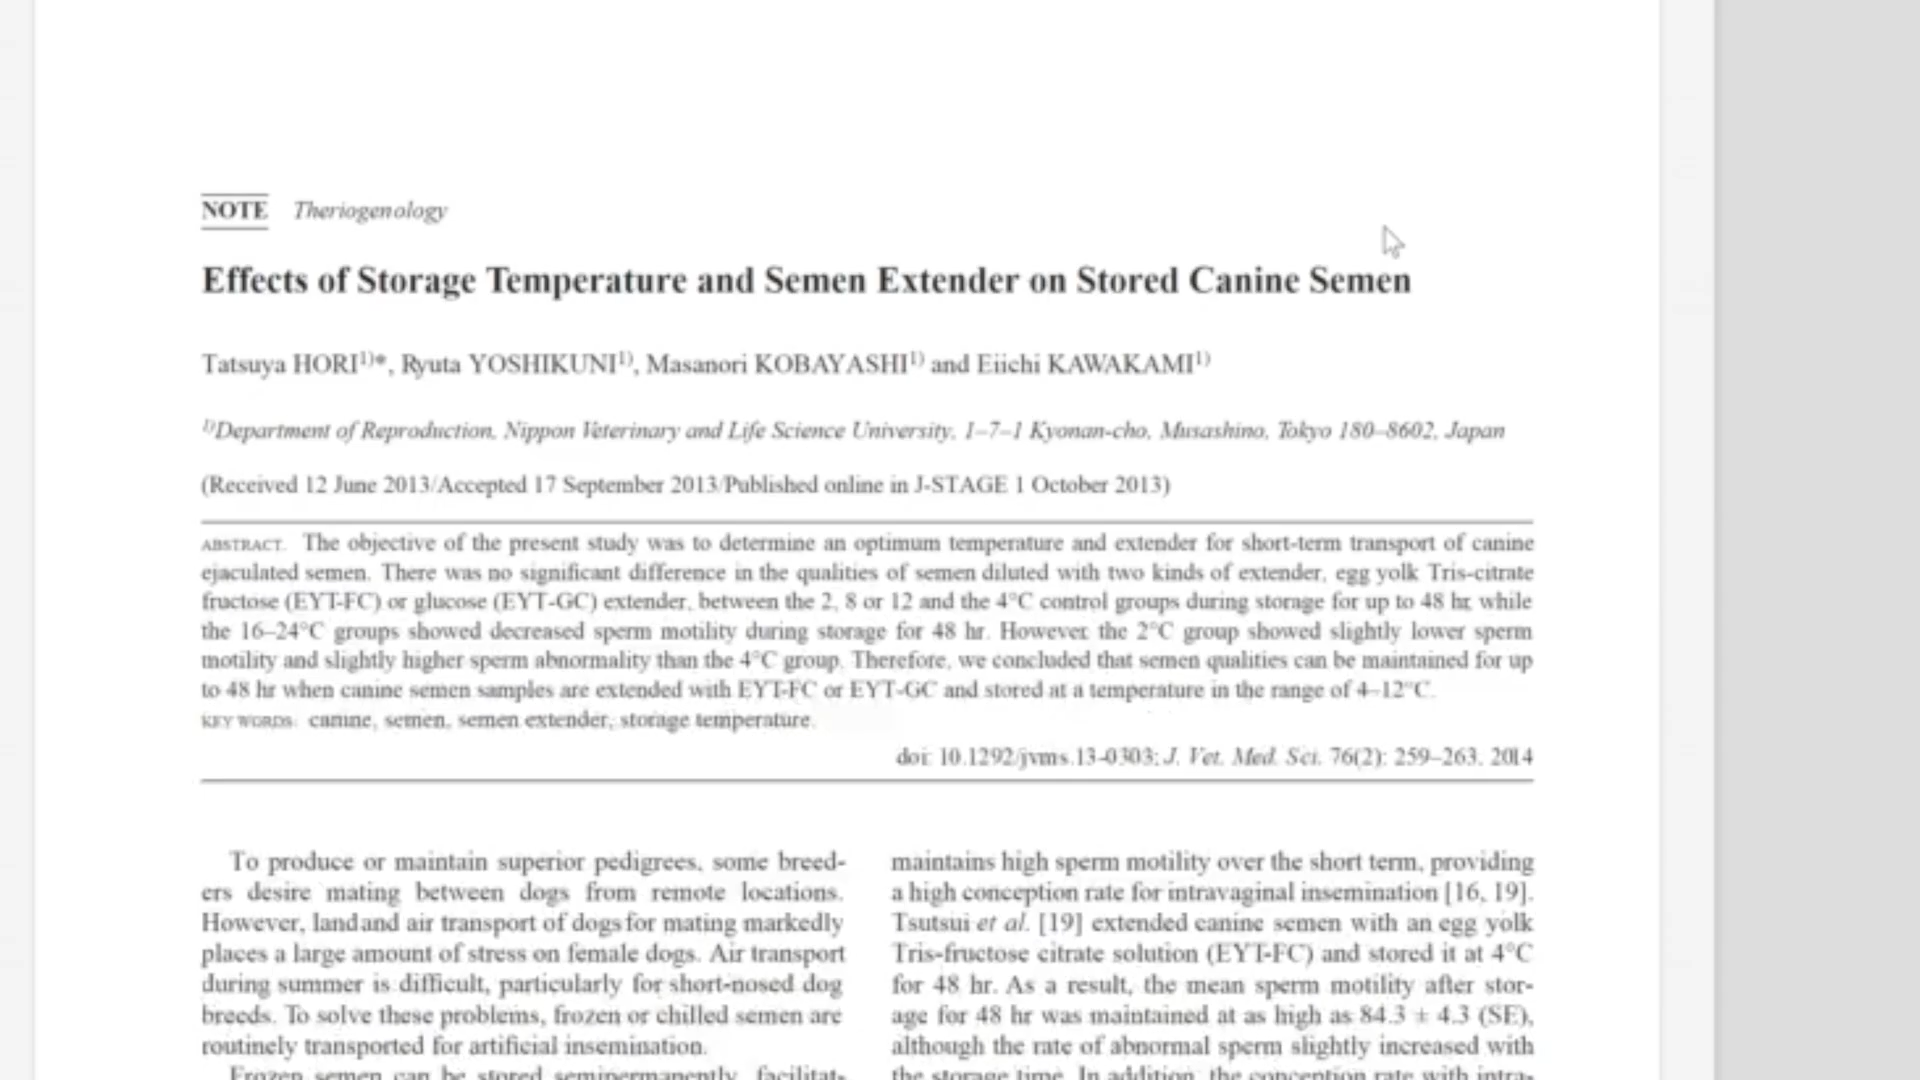 NOTE Theriogenology
Effects of Storage Temperature and Semen Extender on Stored Canine Semen
Tatsuya HORI1)*, Ryuta YOSHIKUNI1), Masanori KOBAYASHI1) and Eiichi KAWAKAMI1)
1)Department of Reproduction, Nippon Veterinary and Life Science University, 1–7–1 Kyonan-cho, Musashino, Tokyo 180–8602, Japan
(Received 12 June 2013/Accepted 17 September 2013/Published online in J-STAGE 1 October 2013)
ABSTRACT. The objective of the present study was to determine an optimum temperature and extender for short-term transport of canine
ejaculated semen. There was no significant difference in the qualities of semen diluted with two kinds of extender, egg yolk Tris-citrate
fructose (EYT-FC) or glucose (EYT-GC) extender, between the 2, 8 or 12 and the 4°C control groups during storage for up to 48 hr, while
the 16–24°C groups showed decreased sperm motility during storage for 48 hr. However, the 2°C group showed slightly lower sperm
motility and slightly higher sperm abnormality than the 4°C group. Therefore, we concluded that semen qualities can be maintained for up
to 48 hr when canine semen samples are extended with EYT-FC or EYT-GC and stored at a temperature in the range of 4–12°C.
KEY WORDS: canine, semen, semen extender, storage temperature.
doi: 10.1292/jvms.13-0303; J. Vet. Med. Sci. 76(2): 259–263, 2014
To produce or maintain superior pedigrees, some breed-
ers desire mating between dogs from remote locations.
However, land and air transport of dogs for mating markedly
places a large amount of stress on female dogs. Air transport
during summer is difficult, particularly for short-nosed dog
breeds. To solve these problems, frozen or chilled semen are
routinely transported for artificial insemination.
Frozen semen can be stored semipermanently, facilitat-
maintains high sperm motility over the short term, providing
a high conception rate for intravaginal insemination [16, 19].
Tsutsui et al. [19] extended canine semen with an egg yolk
Tris-fructose citrate solution (EYT-FC) and stored it at 4°C
for 48 hr. As a result, the mean sperm motility after stor-
age for 48 hr was maintained at as high as 84.3 ± 4.3 (SE),
although the rate of abnormal sperm slightly increased with
the storage time. In addition, the conception rate with intra-